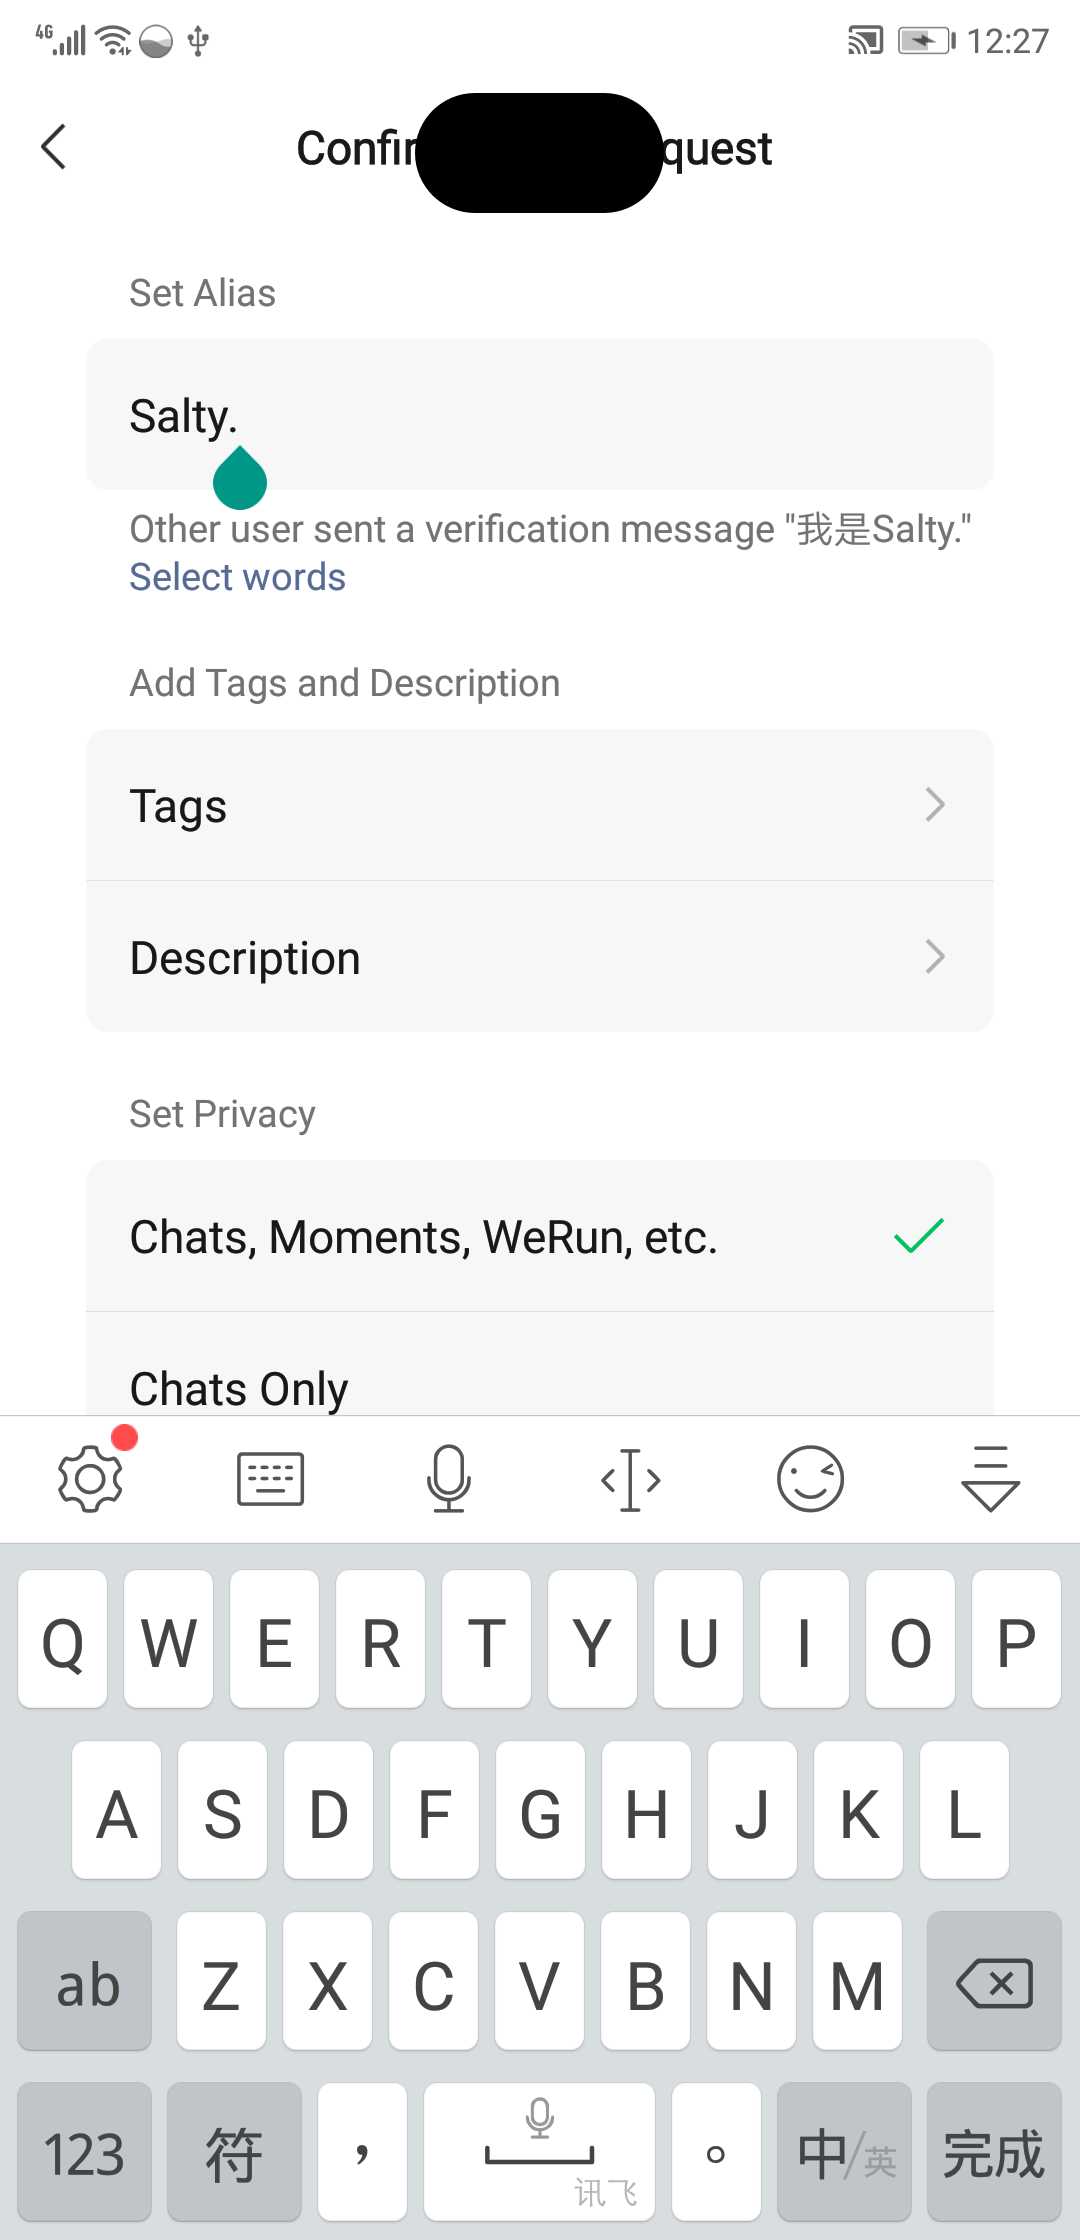 4G 12:27
quest
Set Alias
Salty.
Other user sent a verification message "我是Salty."
Select words
Add Tags and Description
Tags
Description
Set Privacy
Chats, Moments, WeRun, etc.
Chats Only
Q W E R T Y U I O P
A S D F G H J K L
ab Z X C V B N M
123 符 , 讯飞 。 中/英 完成